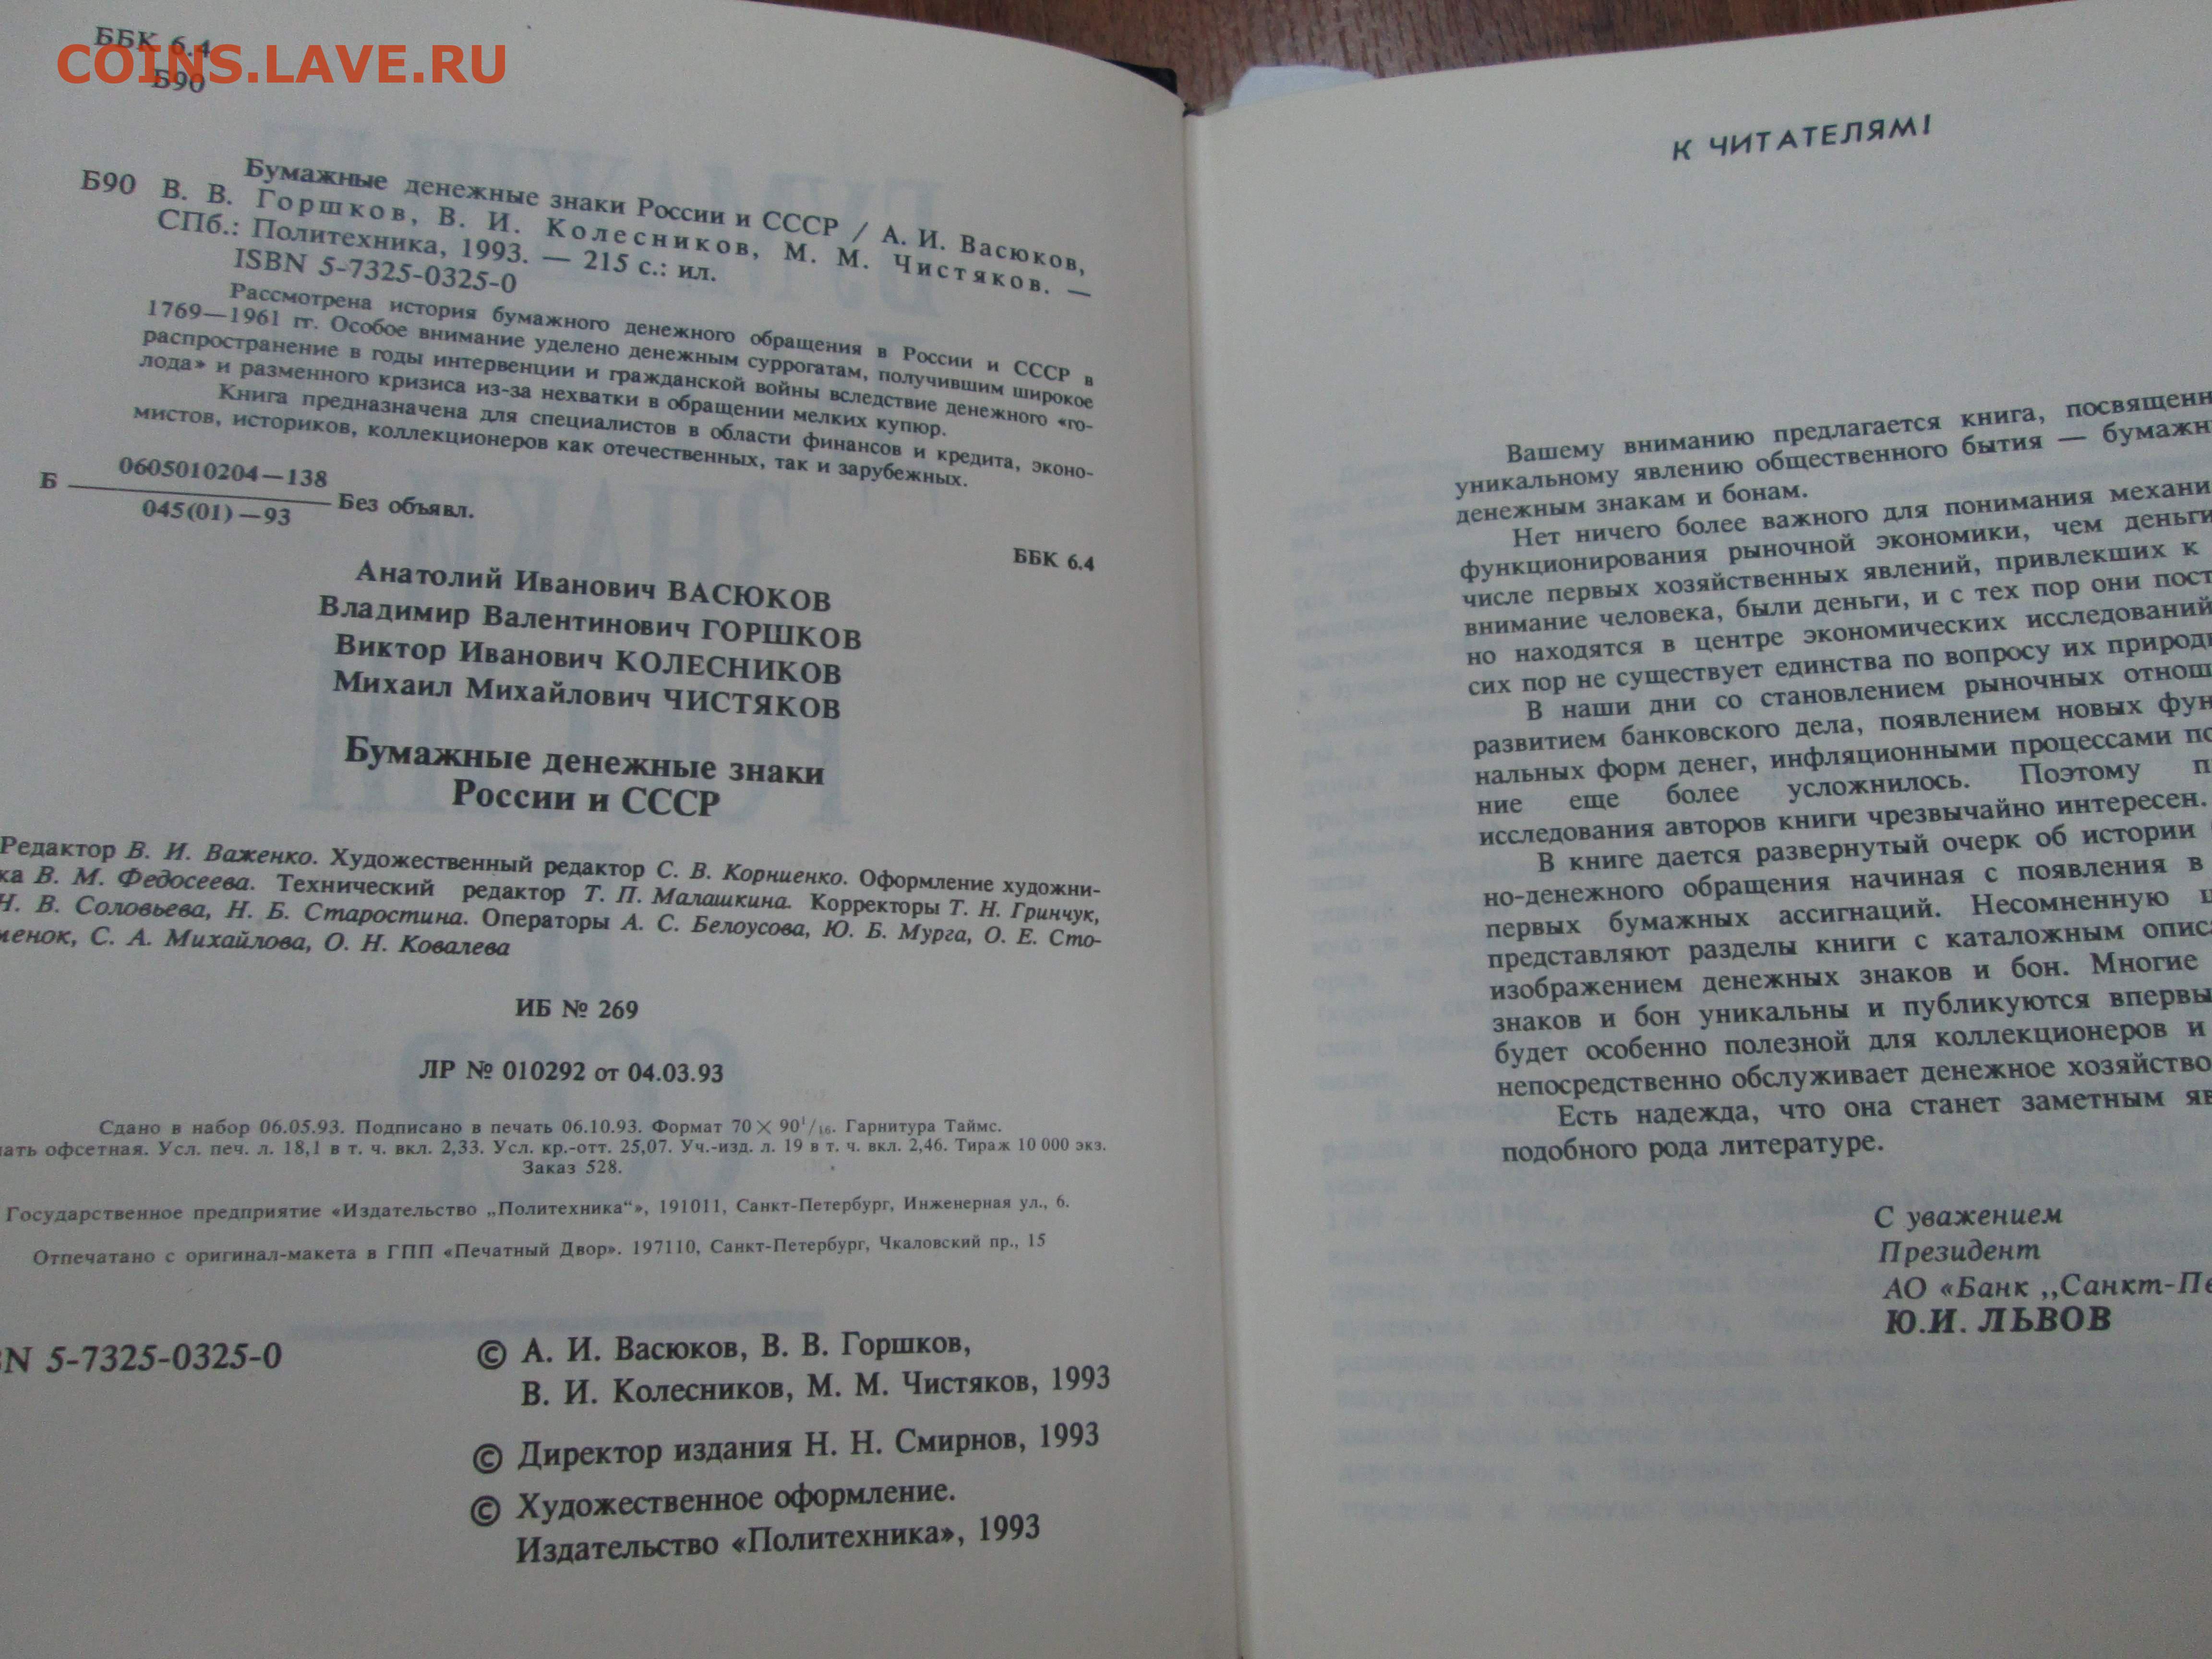 ББК 6.4
COINS.LAVE.RU
Б90
Бумажные денежные знаки России и СССР / А. И. Васюков,
Б90 В. В. Горшков, В. И. Колесников, М. М. Чистяков. —
СПб.: Политехника, 1993. — 215 с.: ил.
ISBN 5-7325-0325-0
Рассмотрена история бумажного денежного обращения в России и СССР в
1769—1961 гг. Особое внимание уделено денежным суррогатам, получившим широкое
распространение в годы интервенции и гражданской войны вследствие денежного «го-
лода» и разменного кризиса из-за нехватки в обращении мелких купюр.
Книга предназначена для специалистов в области финансов и кредита, эконо-
мистов, историков, коллекционеров как отечественных, так и зарубежных.
0605010204—138
Б Без объявл.
045(01)—93
ББК 6.4
Анатолий Иванович ВАСЮКОВ
Владимир Валентинович ГОРШКОВ
Виктор Иванович КОЛЕСНИКОВ
Михаил Михайлович ЧИСТЯКОВ
Бумажные денежные знаки
России и СССР
Редактор В. И. Важенко. Художественный редактор С. В. Корниенко. Оформление художни-
ка В. М. Федосеева. Технический редактор Т. П. Малашкина. Корректоры Т. Н. Гринчук,
Н. В. Соловьева, Н. Б. Старостина. Операторы А. С. Белоусова, Ю. Б. Мурга, О. Е. Сто-
менок, С. А. Михайлова, О. Н. Ковалева
ИБ № 269
ЛР № 010292 от 04.03.93
Сдано в набор 06.05.93. Подписано в печать 06.10.93. Формат 70×90¹/₁₆. Гарнитура Таймс.
ать офсетная. Усл. печ. л. 18,1 в т. ч. вкл. 2,33. Усл. кр.-отт. 25,07. Уч.-изд. л. 19 в т. ч. вкл. 2,46. Тираж 10 000 экз.
Заказ 528.
Государственное предприятие «Издательство „Политехника“», 191011, Санкт-Петербург, Инженерная ул., 6.
Отпечатано с оригинал-макета в ГПП «Печатный Двор». 197110, Санкт-Петербург, Чкаловский пр., 15
BN 5-7325-0325-0
© А. И. Васюков, В. В. Горшков,
В. И. Колесников, М. М. Чистяков, 1993
© Директор издания Н. Н. Смирнов, 1993
© Художественное оформление.
Издательство «Политехника», 1993
К ЧИТАТЕЛЯМ!
Вашему вниманию предлагается книга, посвященн
уникальному явлению общественного бытия — бумажн
денежным знакам и бонам.
Нет ничего более важного для понимания механи
функционирования рыночной экономики, чем деньги
числе первых хозяйственных явлений, привлекших к
внимание человека, были деньги, и с тех пор они пост
но находятся в центре экономических исследований
сих пор не существует единства по вопросу их природ
В наши дни со становлением рыночных отнош
развитием банковского дела, появлением новых фун
нальных форм денег, инфляционными процессами по
ние еще более усложнилось. Поэтому п
исследования авторов книги чрезвычайно интересен.
В книге дается развернутый очерк об истории
но-денежного обращения начиная с появления в
первых бумажных ассигнаций. Несомненную ц
представляют разделы книги с каталожным опис
изображением денежных знаков и бон. Многие
знаков и бон уникальны и публикуются впервы
будет особенно полезной для коллекционеров и
непосредственно обслуживает денежное хозяйство
Есть надежда, что она станет заметным яв
подобного рода литературе.
С уважением
Президент
АО «Банк ,,Санкт-Пе
Ю.И. ЛЬВОВ